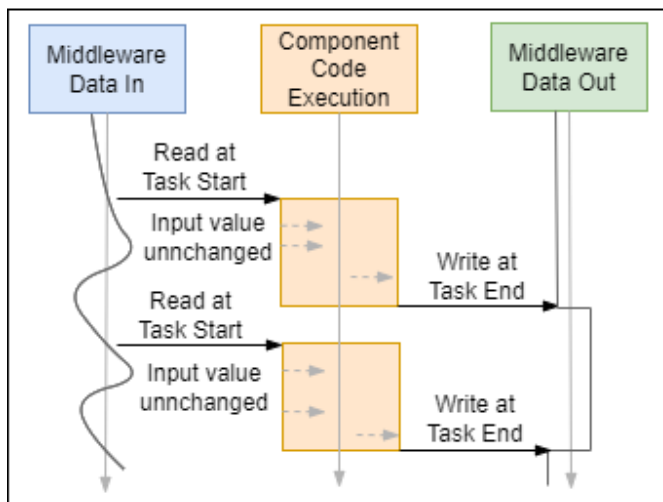 Middleware
Data In
Component
Code
Execution
Middleware
Data Out
Read at
Task Start
Input value
unnchanged
Write at
Task End
Read at
Task Start
Input value
unnchanged
Write at
Task End